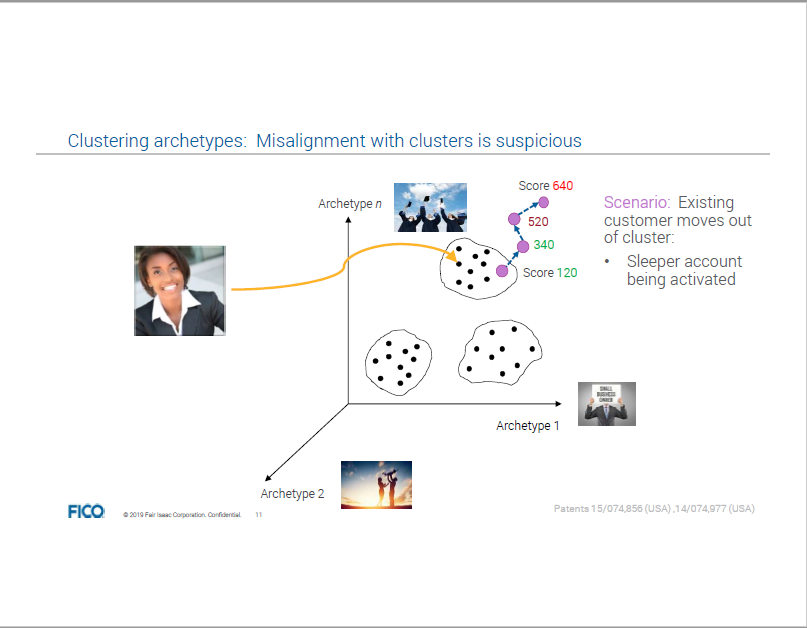 Clustering archetypes: Misalignment with clusters is suspicious
Score 640
Archetype n
520
340
Score 120
Scenario: Existing
customer moves out
of cluster:
• Sleeper account
being activated
SMALL
BUSINESS
OWNER
Archetype 1
Archetype 2
FICO
© 2019 Fair Isaac Corporation. Confidential.
11
Patents 15/074,856 (USA) ,14/074,977 (USA)